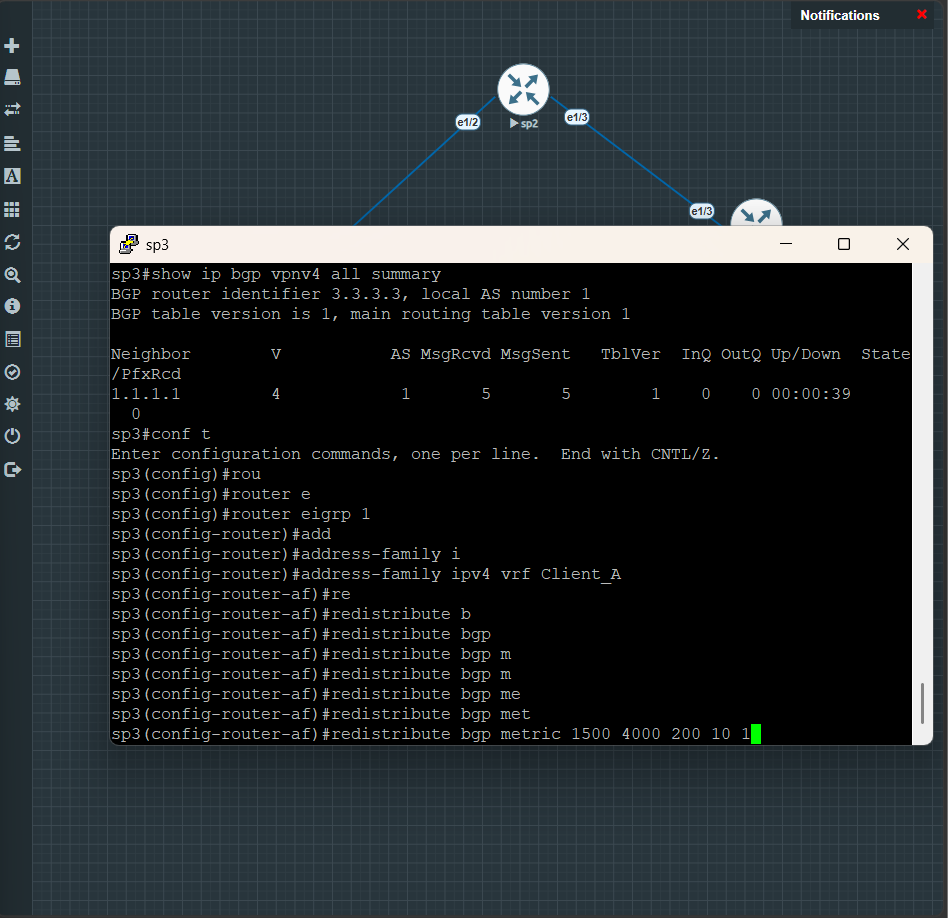 Notifications
e1/2
e1/3
sp2
e1/3
sp3
sp3#show ip bgp vpnv4 all summary
BGP router identifier 3.3.3.3, local AS number 1
BGP table version is 1, main routing table version 1
Neighbor V AS MsgRcvd MsgSent TblVer InQ OutQ Up/Down State
/PfxRcd
1.1.1.1 4 1 5 5 1 0 0 00:00:39
0
sp3#conf t
Enter configuration commands, one per line. End with CNTL/Z.
sp3(config)#rou
sp3(config)#router e
sp3(config)#router eigrp 1
sp3(config-router)#add
sp3(config-router)#address-family i
sp3(config-router)#address-family ipv4 vrf Client_A
sp3(config-router-af)#re
sp3(config-router-af)#redistribute b
sp3(config-router-af)#redistribute bgp
sp3(config-router-af)#redistribute bgp m
sp3(config-router-af)#redistribute bgp m
sp3(config-router-af)#redistribute bgp me
sp3(config-router-af)#redistribute bgp met
sp3(config-router-af)#redistribute bgp metric 1500 4000 200 10 1